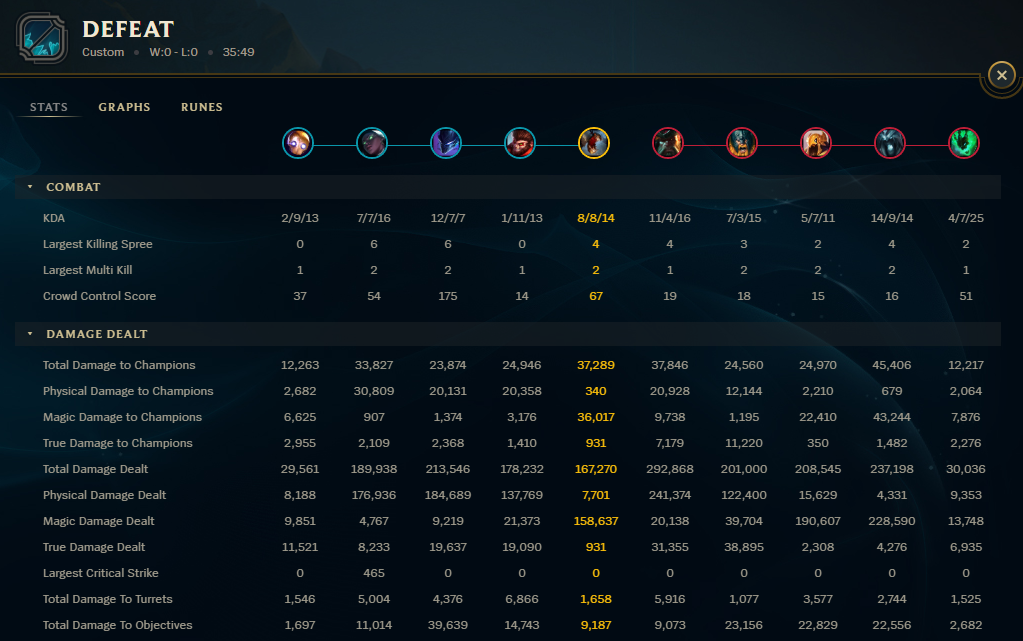 DEFEAT
Custom • W:0 - L:0 • 35:49
STATS GRAPHS RUNES
COMBAT
KDA 2/9/13 7/7/16 12/7/7 1/11/13 8/8/14 11/4/16 7/3/15 5/7/11 14/9/14 4/7/25
Largest Killing Spree 0 6 6 0 4 4 3 2 4 2
Largest Multi Kill 1 2 2 1 2 1 2 2 2 1
Crowd Control Score 37 54 175 14 67 19 18 15 16 51
DAMAGE DEALT
Total Damage to Champions 12,263 33,827 23,874 24,946 37,289 37,846 24,560 24,970 45,406 12,217
Physical Damage to Champions 2,682 30,809 20,131 20,358 340 20,928 12,144 2,210 679 2,064
Magic Damage to Champions 6,625 907 1,374 3,176 36,017 9,738 1,195 22,410 43,244 7,876
True Damage to Champions 2,955 2,109 2,368 1,410 931 7,179 11,220 350 1,482 2,276
Total Damage Dealt 29,561 189,938 213,546 178,232 167,270 292,868 201,000 208,545 237,198 30,036
Physical Damage Dealt 8,188 176,936 184,689 137,769 7,701 241,374 122,400 15,629 4,331 9,353
Magic Damage Dealt 9,851 4,767 9,219 21,373 158,637 20,138 39,704 190,607 228,590 13,748
True Damage Dealt 11,521 8,233 19,637 19,090 931 31,355 38,895 2,308 4,276 6,935
Largest Critical Strike 0 465 0 0 0 0 0 0 0 0
Total Damage To Turrets 1,546 5,004 4,376 6,866 1,658 5,916 1,077 3,577 2,744 1,525
Total Damage To Objectives 1,697 11,014 39,639 14,743 9,187 9,073 23,156 22,829 22,556 2,682